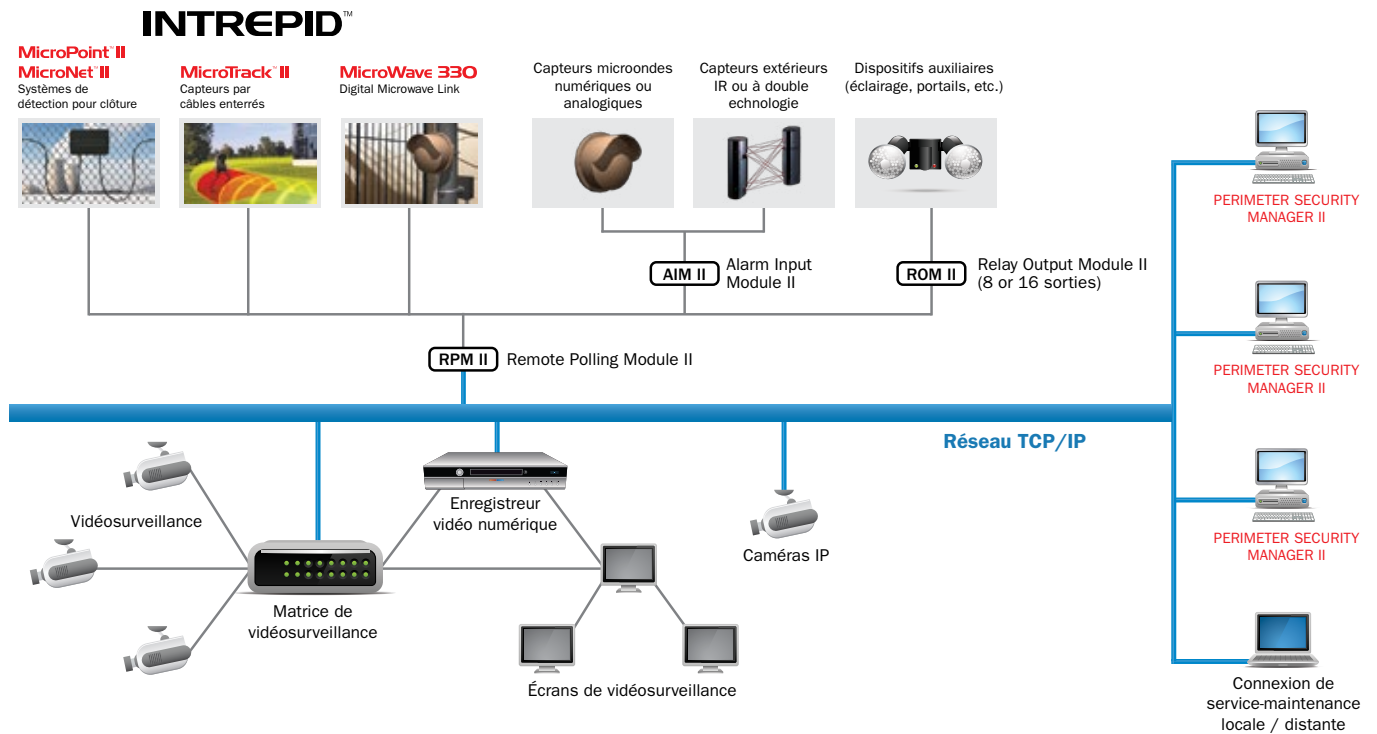 INTREPID™
MicroPoint™ II
MicroNet™ II
Systèmes de
détection pour clôture
MicroTrack™ II
Capteurs par
câbles enterrés
MicroWave 330
Digital Microwave Link
Capteurs microondes
numériques ou
analogiques
Capteurs extérieurs
IR ou à double
echnologie
Dispositifs auxiliaires
(éclairage, portails, etc.)
AIM II
Alarm Input
Module II
ROM II
Relay Output Module II
(8 or 16 sorties)
RPM II
Remote Polling Module II
PERIMETER SECURITY
MANAGER II
PERIMETER SECURITY
MANAGER II
Réseau TCP/IP
Vidéosurveillance
Enregistreur
vidéo numérique
Caméras IP
PERIMETER SECURITY
MANAGER II
Matrice de
vidéosurveillance
Écrans de vidéosurveillance
Connexion de
service-maintenance
locale / distante